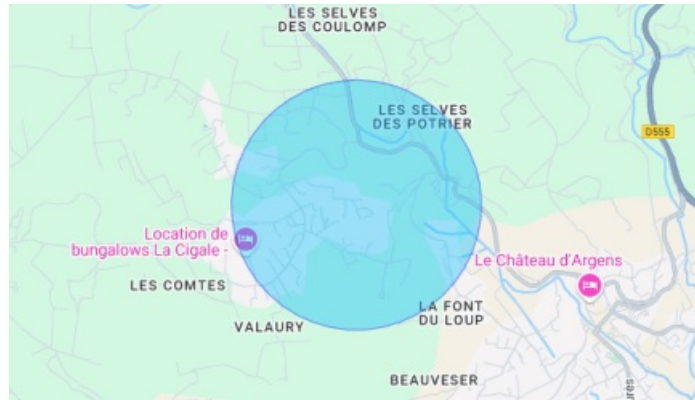 LES SELVES
DES COULOMP
LES SELVES
DES POTRIER
D555
Location de
bungalows La Cigale -
Le Château d'Argens
LES COMTES
LA FONT
DU LOUP
VALAURY
BEAUVESER